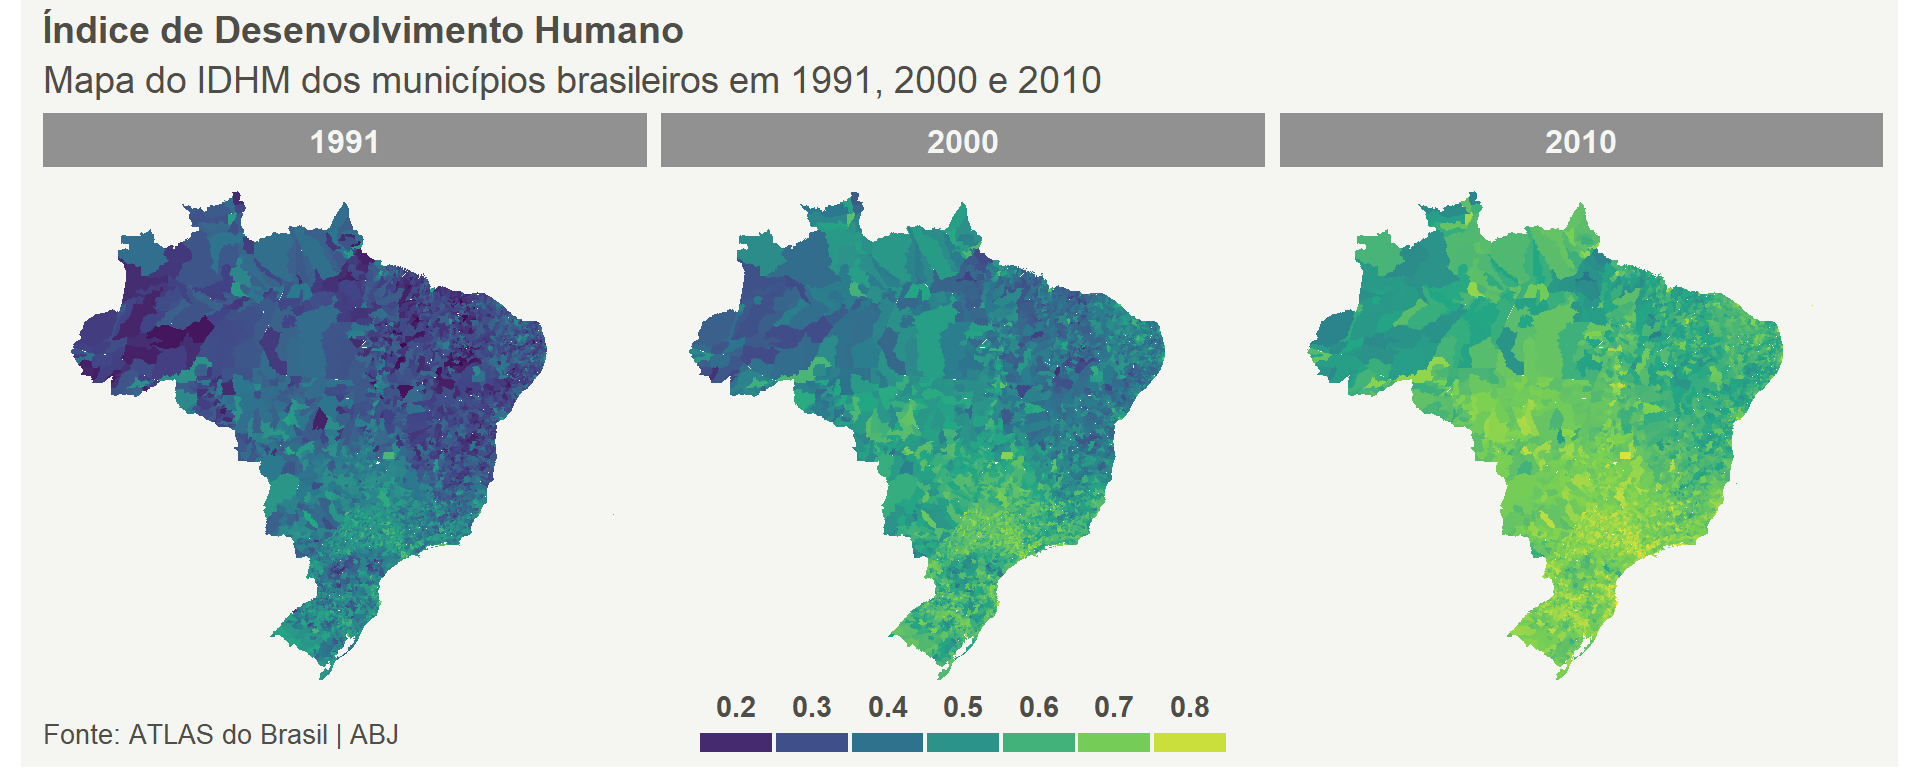 Índice de Desenvolvimento Humano
Mapa do IDHM dos municípios brasileiros em 1991, 2000 e 2010
1991 2000 2010
0.2 0.3 0.4 0.5 0.6 0.7 0.8
Fonte: ATLAS do Brasil | ABJ